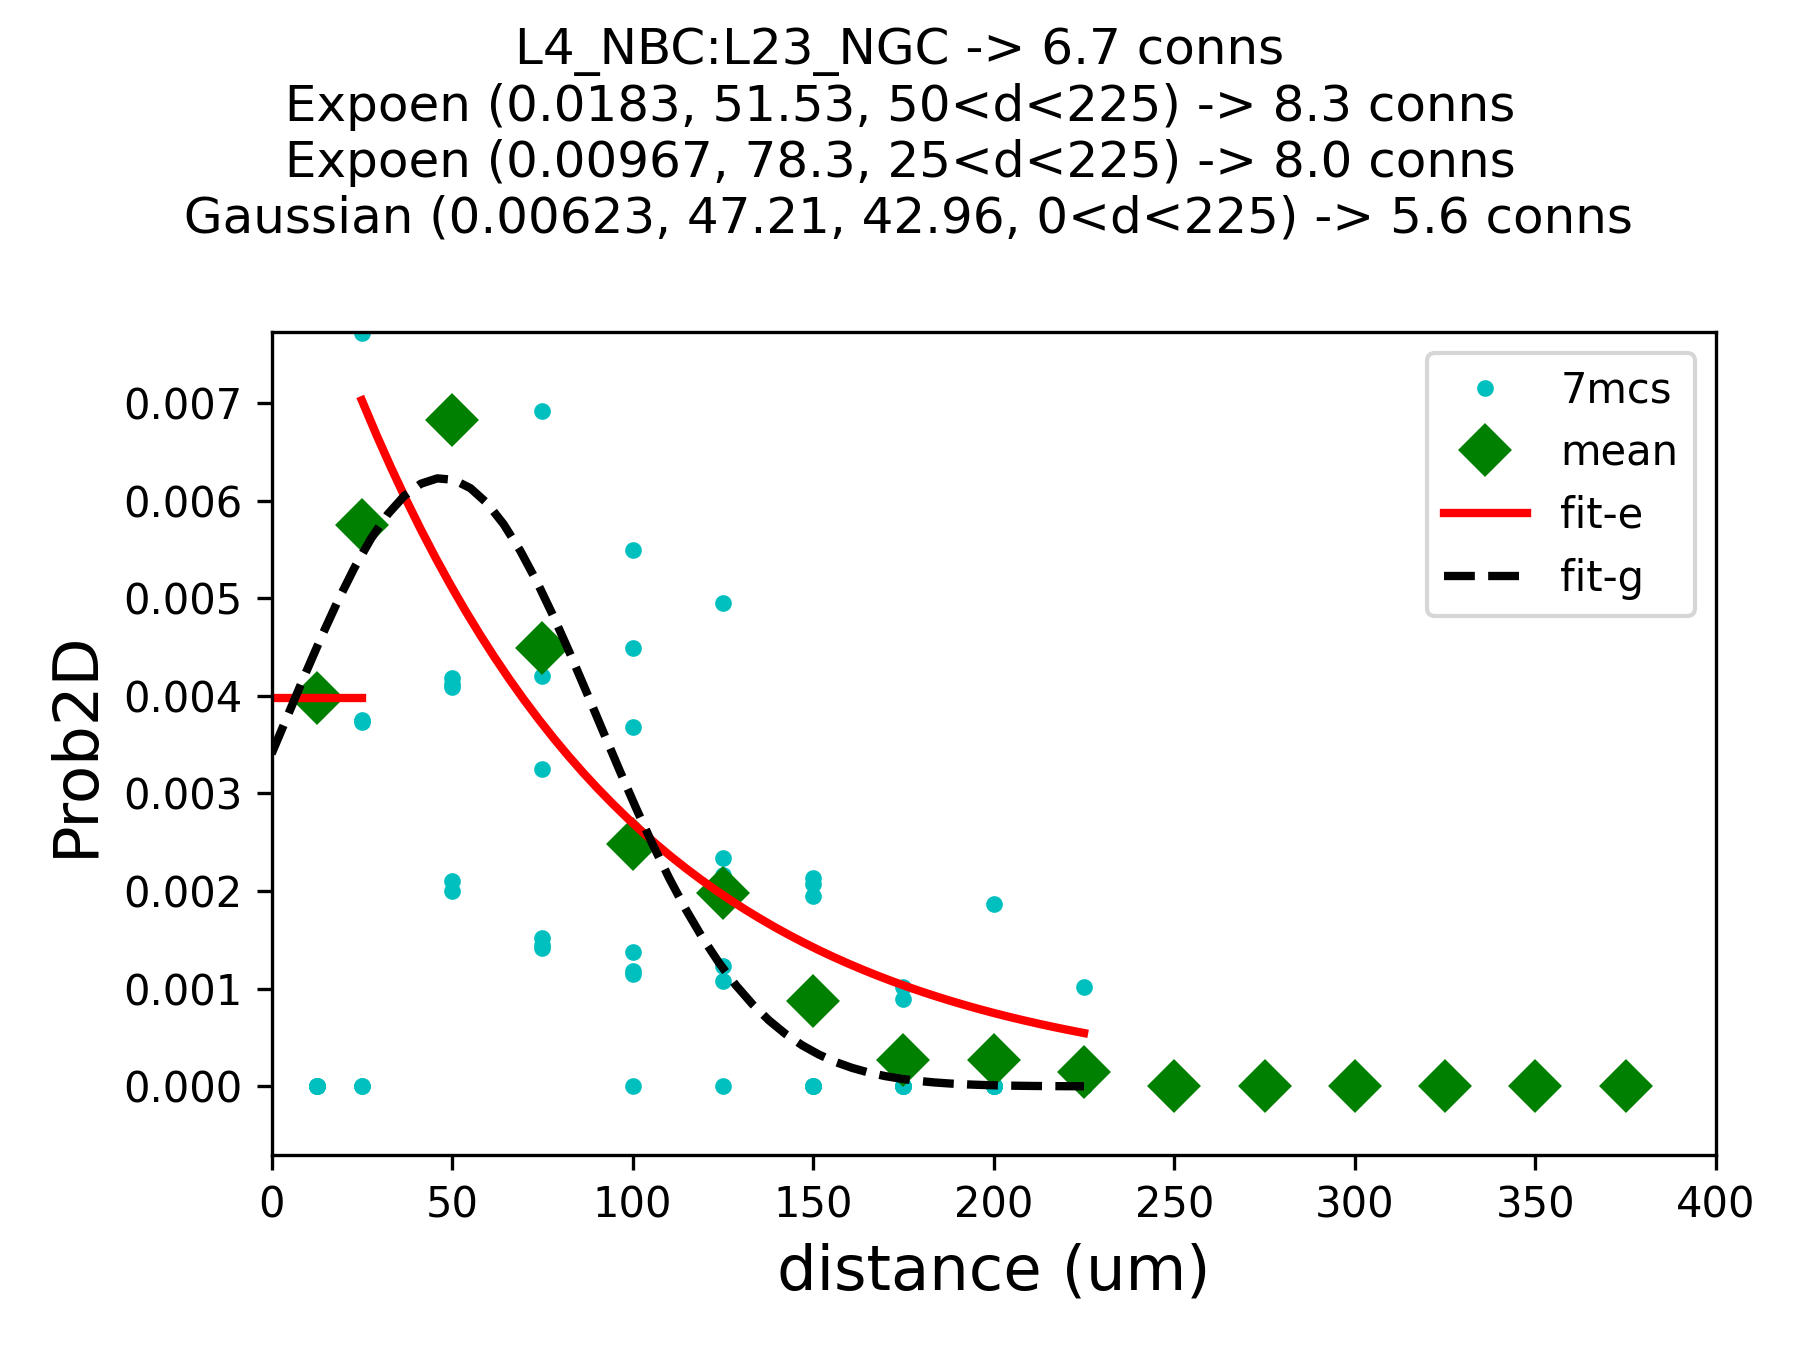 L4_NBC:L23_NGC -> 6.7 conns
Expoen (0.0183, 51.53, 50<d<225) -> 8.3 conns
Expoen (0.00967, 78.3, 25<d<225) -> 8.0 conns
Gaussian (0.00623, 47.21, 42.96, 0<d<225) -> 5.6 conns
7mcs
mean
fit-e
fit-g
Prob2D
0.007
0.006
0.005
0.004
0.003
0.002
0.001
0.000
0 50 100 150 200 250 300 350 400
distance (um)